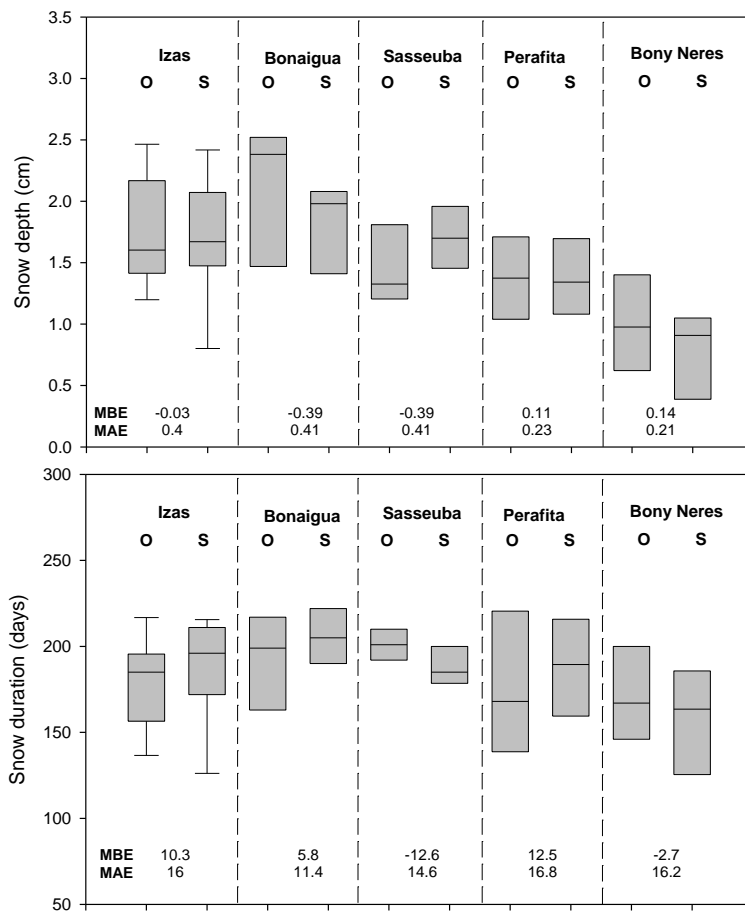 3.5
Izas Bonaigua Sasseuba Perafita Bony Neres
O S O S O S O S O S
3.0
2.5
2.0
1.5
1.0
0.5
0.0
Snow depth (cm)
MBE -0.03 -0.39 -0.39 0.11 0.14
MAE 0.4 0.41 0.41 0.23 0.21
300
Izas Bonaigua Sasseuba Perafita Bony Neres
O S O S O S O S O S
250
200
150
100
50
Snow duration (days)
MBE 10.3 5.8 -12.6 12.5 -2.7
MAE 16 11.4 14.6 16.8 16.2